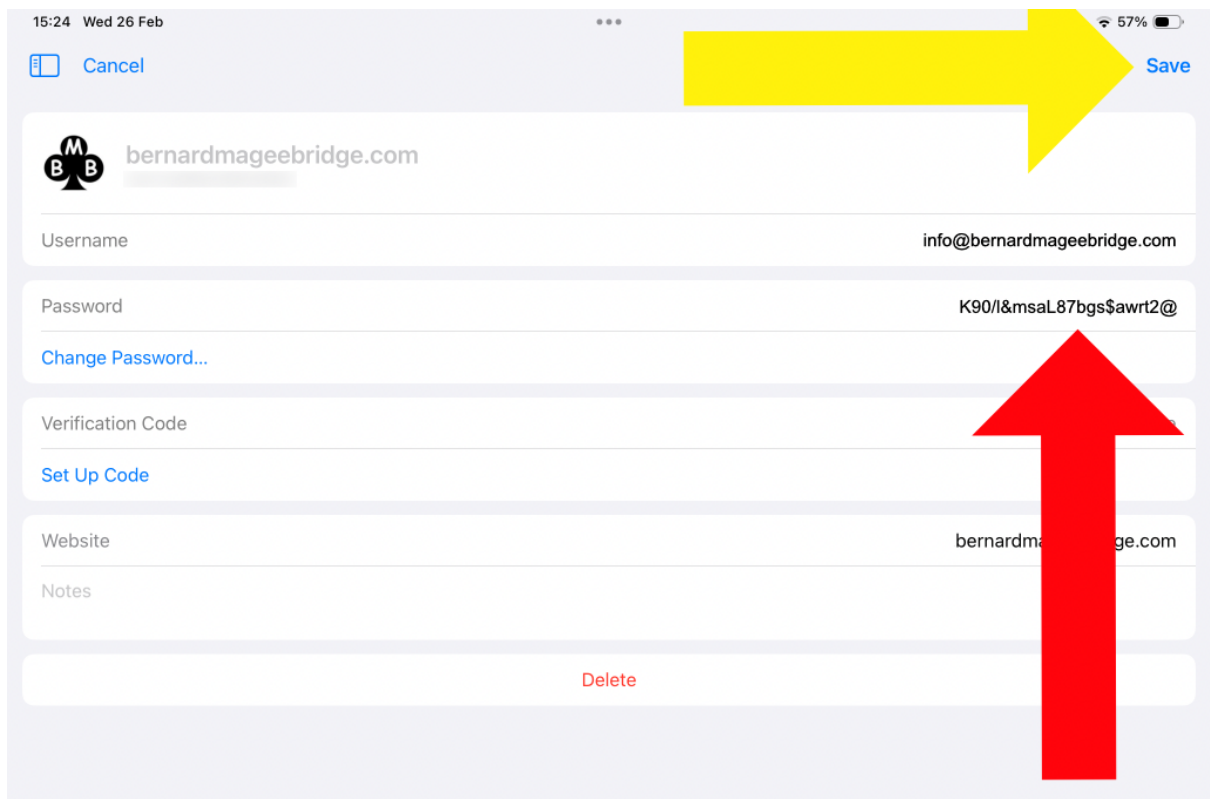 15:24 Wed 26 Feb
57%
Cancel
Save
M
B B
bernardmageebridge.com
Username info@bernardmageebridge.com
Password K90/l&msaL87bgs$awrt2@
Change Password...
Verification Code
Set Up Code
Website
Notes
Delete